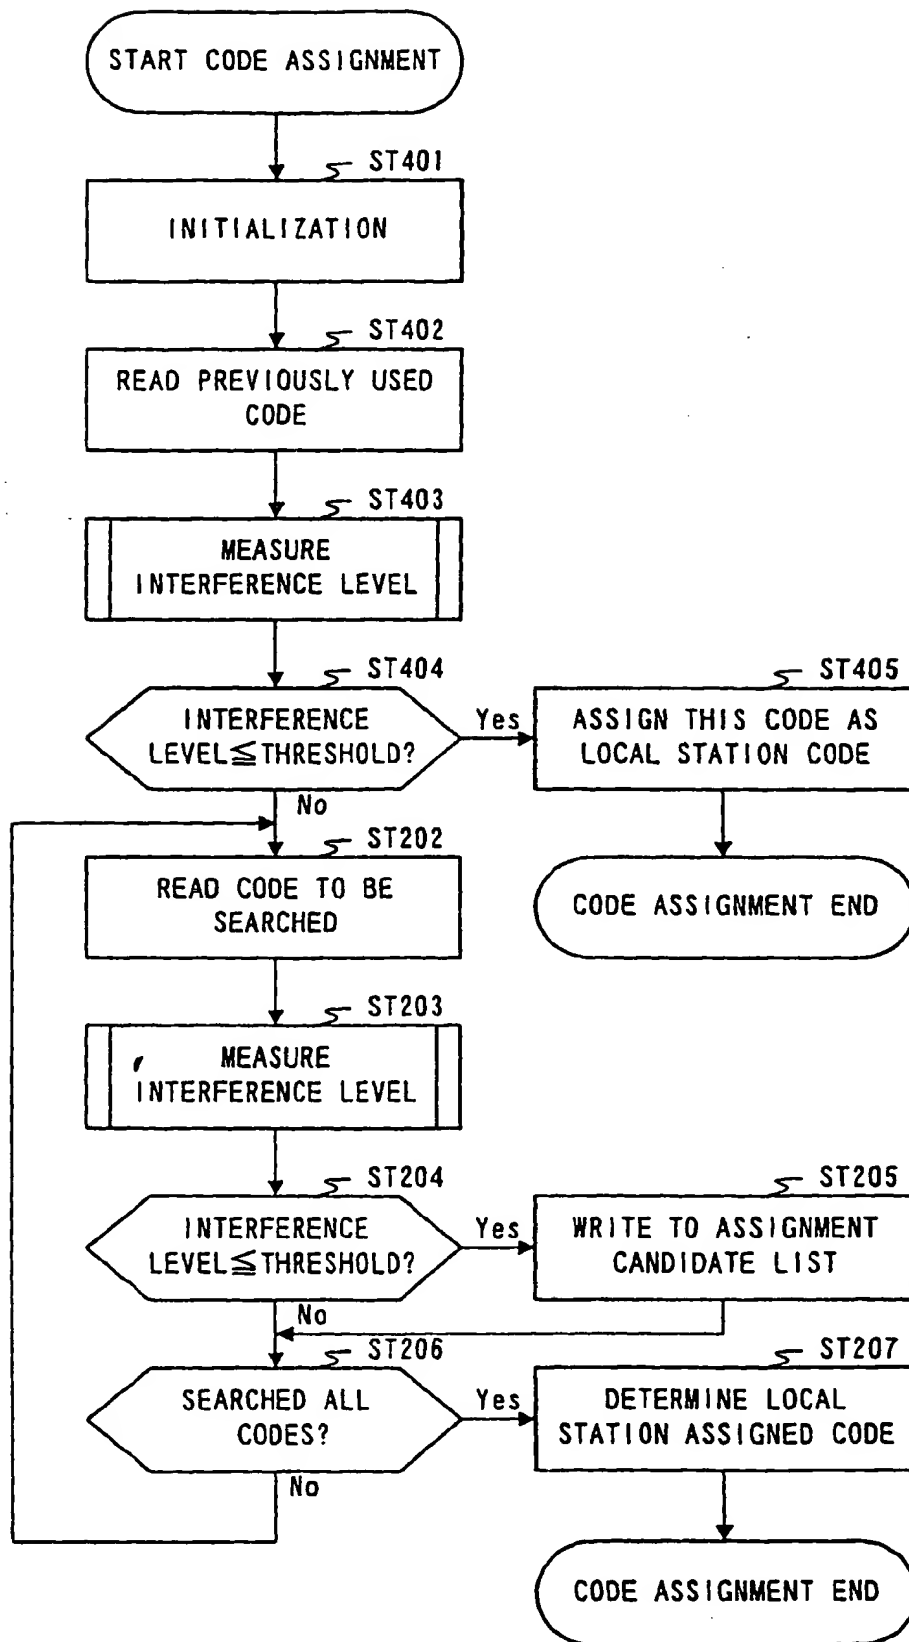 START CODE ASSIGNMENT
ST401
INITIALIZATION
ST402
READ PREVIOUSLY USED
CODE
ST403
MEASURE
INTERFERENCE LEVEL
ST404
INTERFERENCE
LEVEL≦THRESHOLD?
Yes
No
ST405
ASSIGN THIS CODE AS
LOCAL STATION CODE
CODE ASSIGNMENT END
ST202
READ CODE TO BE
SEARCHED
ST203
MEASURE
INTERFERENCE LEVEL
ST204
INTERFERENCE
LEVEL≦THRESHOLD?
Yes
No
ST205
WRITE TO ASSIGNMENT
CANDIDATE LIST
ST206
SEARCHED ALL
CODES?
Yes
No
ST207
DETERMINE LOCAL
STATION ASSIGNED CODE
CODE ASSIGNMENT END